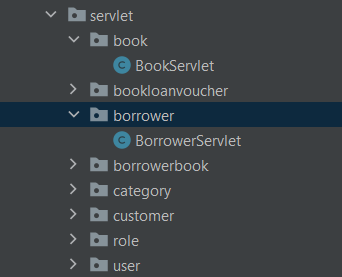 servlet
book
BookServlet
bookloanvoucher
borrower
BorrowerServlet
borrowerbook
category
customer
role
user